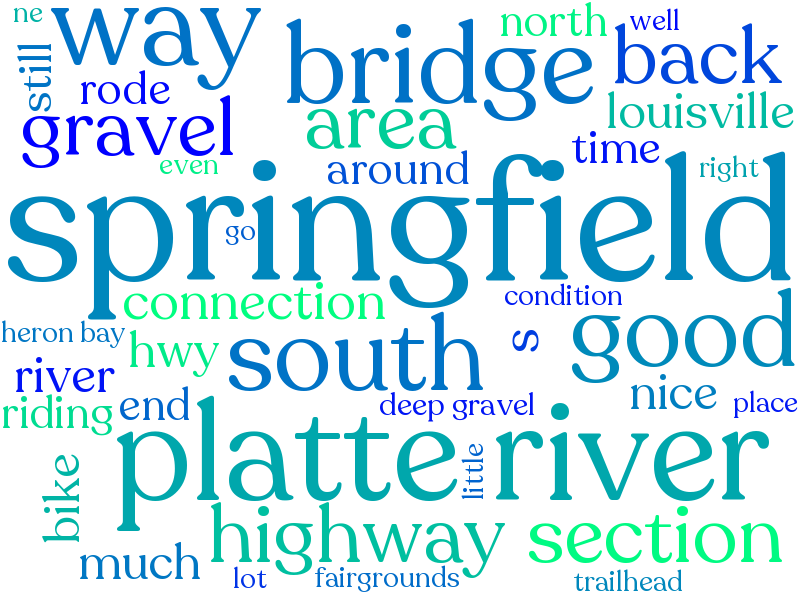 ne
way
still
rode
gravel
even
bridge
area
around
north
well
back
louisville
time
right
springfield
go
connection
condition
heron bay
hwy
south
s
good
river
riding
end
deep gravel
nice
place
platte river
little
bike
highway
section
much
lot
fairgrounds
trailhead